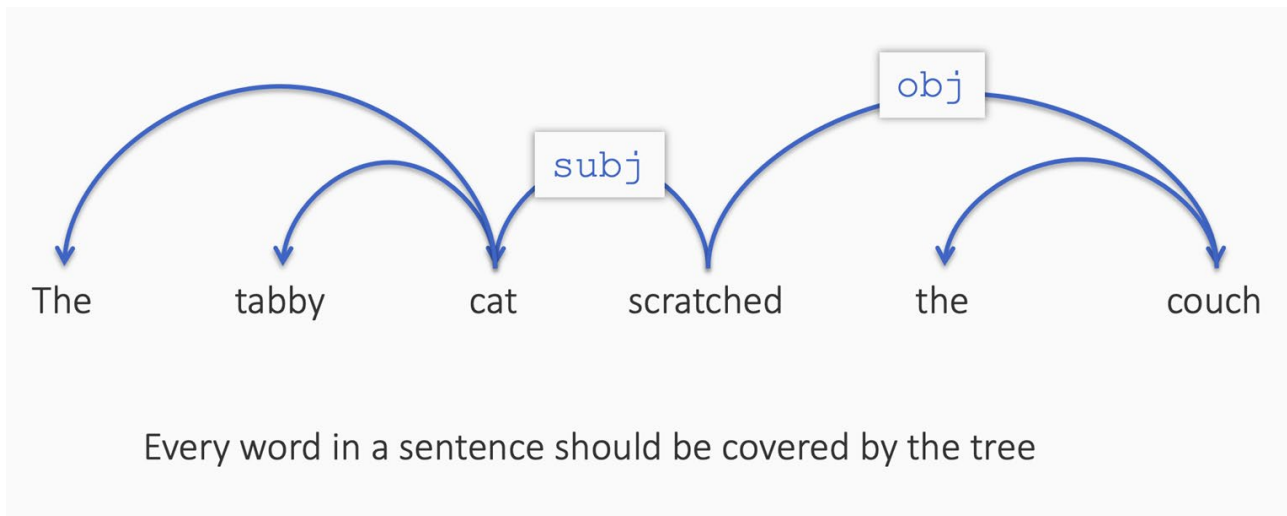 obj
subj
The tabby cat scratched the couch
Every word in a sentence should be covered by the tree